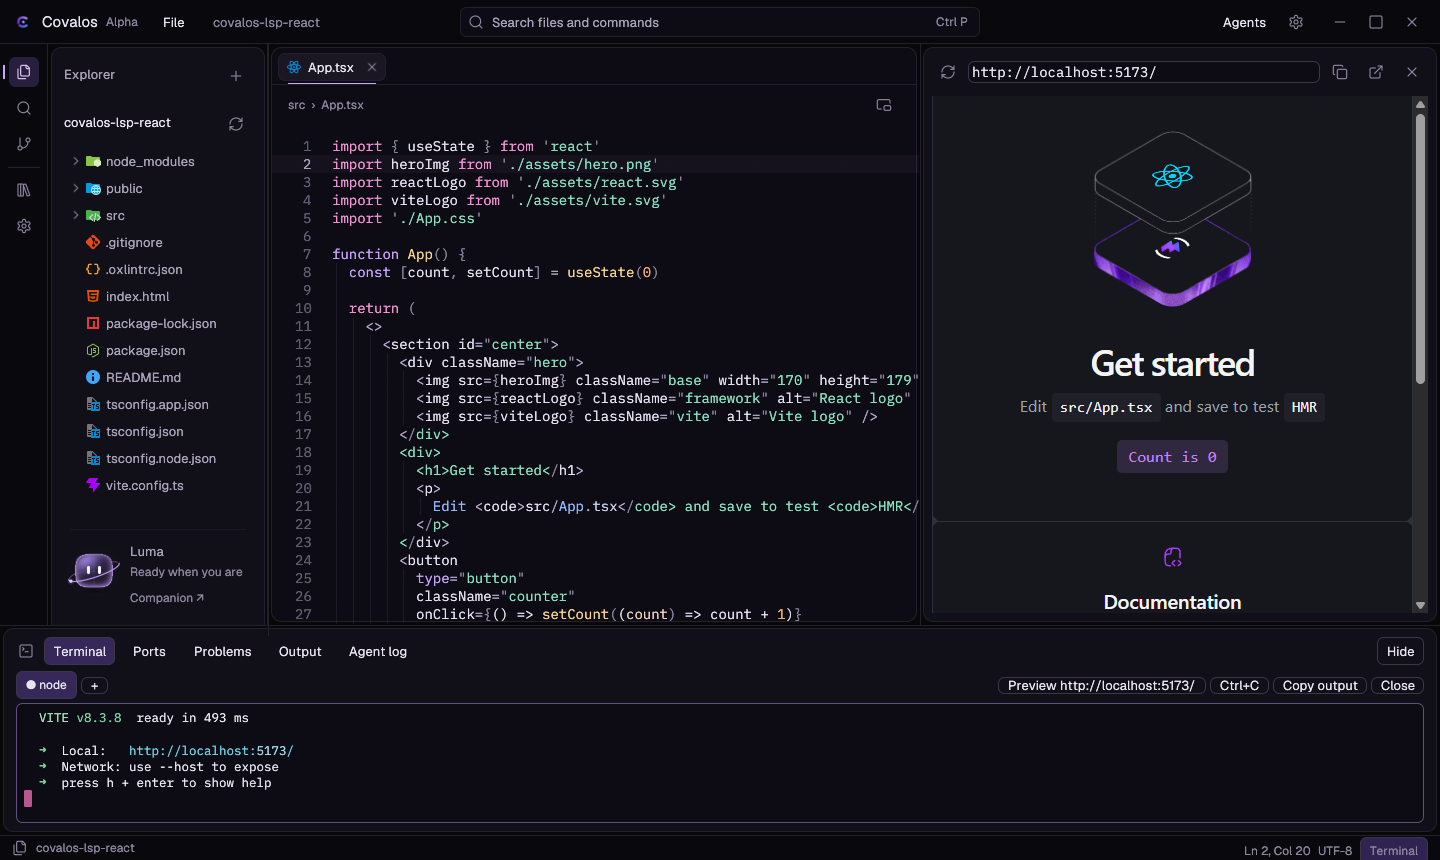 Covalos Alpha File covalos-lsp-react Search files and commands Ctrl P Agents
Explorer
covalos-lsp-react
node_modules
public
src
.gitignore
.oxlintrc.json
index.html
package-lock.json
package.json
README.md
tsconfig.app.json
tsconfig.json
tsconfig.node.json
vite.config.ts
Luma
Ready when you are
Companion ↗
App.tsx
src › App.tsx
1 import { useState } from 'react'
2 import heroImg from './assets/hero.png'
3 import reactLogo from './assets/react.svg'
4 import viteLogo from './assets/vite.svg'
5 import './App.css'
6
7 function App() {
8 const [count, setCount] = useState(0)
9
10 return (
11 <>
12 <section id="center">
13 <div className="hero">
14 <img src={heroImg} className="base" width="170" height="179"
15 <img src={reactLogo} className="framework" alt="React logo"
16 <img src={viteLogo} className="vite" alt="Vite logo" />
17 </div>
18 <div>
19 <h1>Get started</h1>
20 <p>
21 Edit <code>src/App.tsx</code> and save to test <code>HMR</
22 </p>
23 </div>
24 <button
25 type="button"
26 className="counter"
27 onClick={() => setCount((count) => count + 1)}
http://localhost:5173/
Get started
Edit src/App.tsx and save to test HMR
Count is 0
Documentation
Terminal Ports Problems Output Agent log Hide
node + Preview http://localhost:5173/ Ctrl+C Copy output Close
VITE v8.3.8 ready in 493 ms
➜ Local: http://localhost:5173/
➜ Network: use --host to expose
➜ press h + enter to show help
covalos-lsp-react Ln 2, Col 20 UTF-8 Terminal